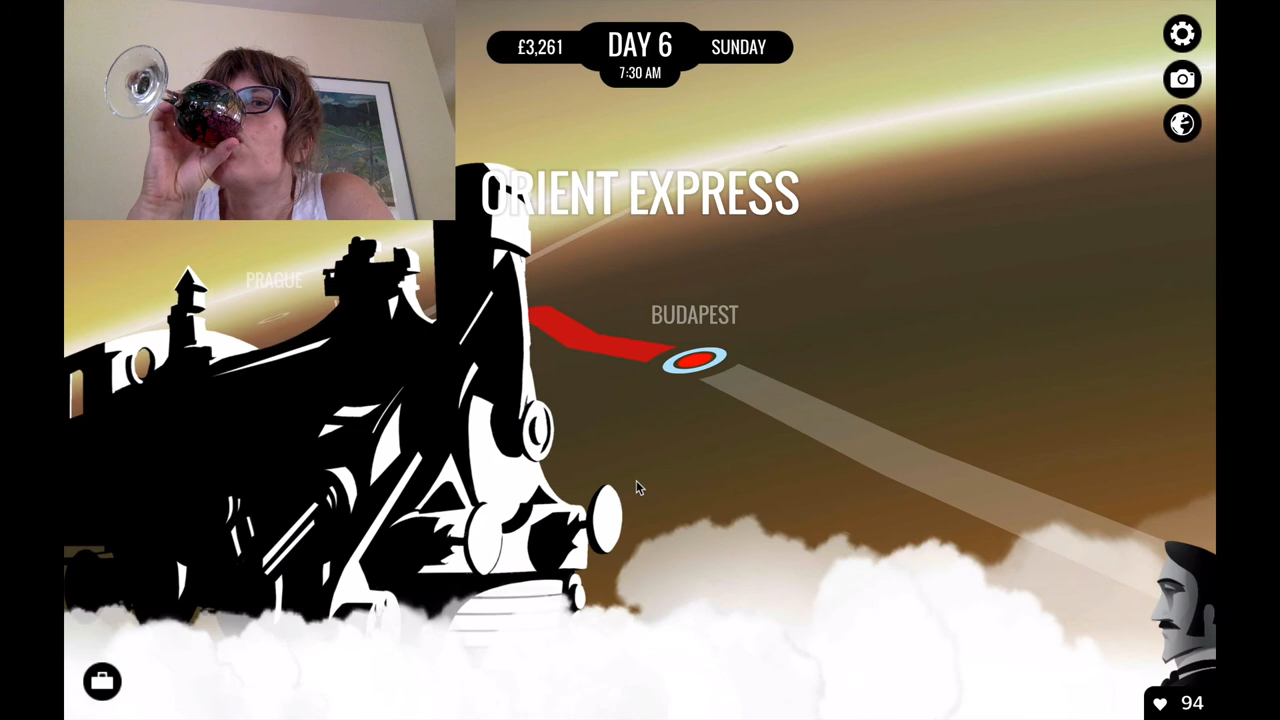 £3,261
DAY 6
SUNDAY
7:30 AM
ORIENT EXPRESS
PRAGUE
BUDAPEST
94